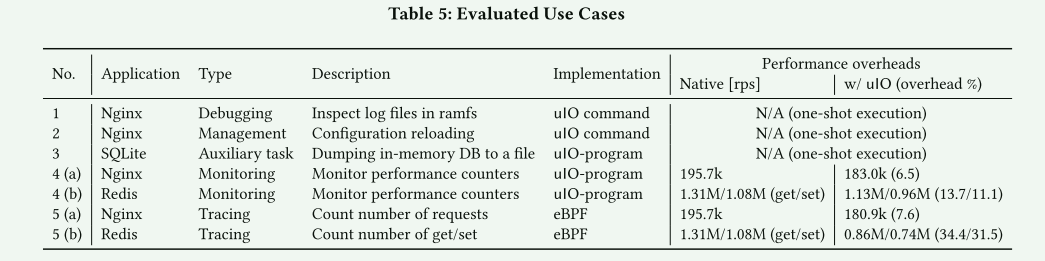 Table 5: Evaluated Use Cases
No. Application Type Description Implementation Performance overheads
Native [rps] w/ uIO (overhead %)
1 Nginx Debugging Inspect log files in ramfs uIO command N/A (one-shot execution)
2 Nginx Management Configuration reloading uIO command N/A (one-shot execution)
3 SQLite Auxiliary task Dumping in-memory DB to a file uIO-program N/A (one-shot execution)
4 (a) Nginx Monitoring Monitor performance counters uIO-program 195.7k 183.0k (6.5)
4 (b) Redis Monitoring Monitor performance counters uIO-program 1.31M/1.08M (get/set) 1.13M/0.96M (13.7/11.1)
5 (a) Nginx Tracing Count number of requests eBPF 195.7k 180.9k (7.6)
5 (b) Redis Tracing Count number of get/set eBPF 1.31M/1.08M (get/set) 0.86M/0.74M (34.4/31.5)